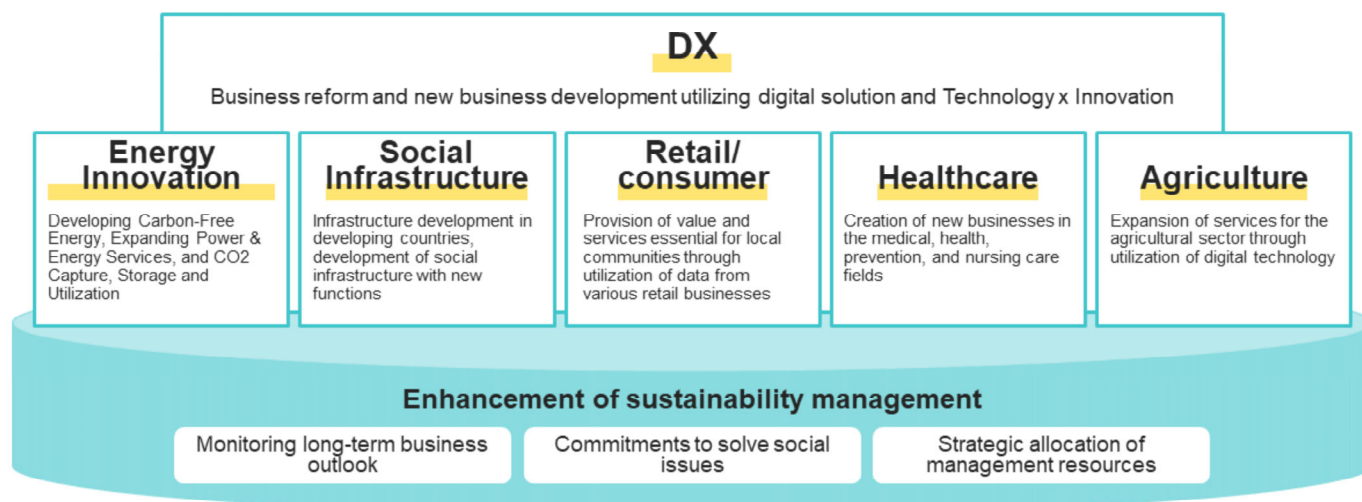 DX
Business reform and new business development utilizing digital solution and Technology x Innovation
Energy
Innovation
Developing Carbon-Free
Energy, Expanding Power &
Energy Services, and CO2
Capture, Storage and
Utilization
Social
Infrastructure
Infrastructure development in
developing countries,
development of social
infrastructure with new
functions
Retail/
consumer
Provision of value and
services essential for local
communities through
utilization of data from
various retail businesses
Healthcare
Creation of new businesses in
the medical, health,
prevention, and nursing care
fields
Agriculture
Expansion of services for the
agricultural sector through
utilization of digital technology
Enhancement of sustainability management
Monitoring long-term business
outlook
Commitments to solve social
issues
Strategic allocation of
management resources